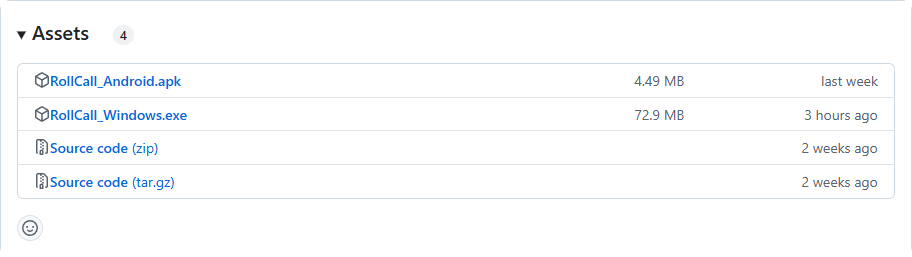 Assets 4
RollCall_Android.apk 4.49 MB last week
RollCall_Windows.exe 72.9 MB 3 hours ago
Source code (zip) 2 weeks ago
Source code (tar.gz) 2 weeks ago